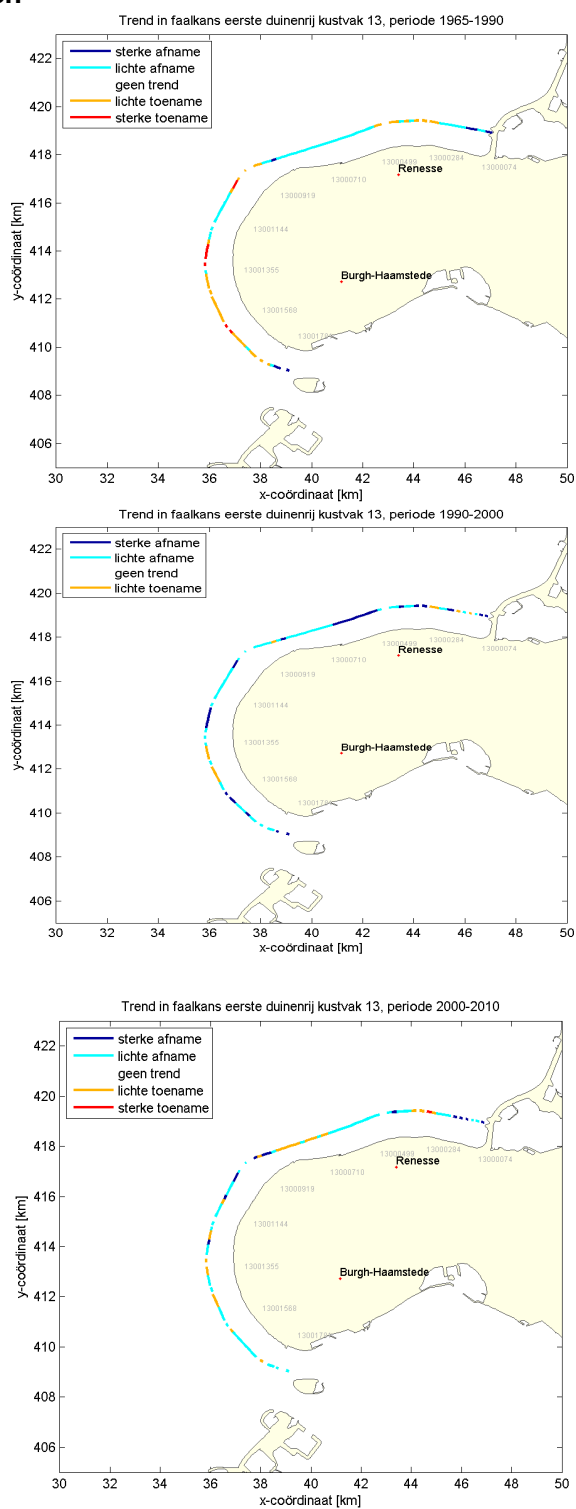 Trend in faalkans eerste duinenrij kustvak 13, periode 1965-1990
sterke afname
lichte afname
geen trend
lichte toename
sterke toename
422
420
418
416
414
412
410
408
406
y-coördinaat [km]
13000074
13000284
13000499
13000710
13000919
13001144
13001355
13001568
Renesse
Burgh-Haamstede
30 32 34 36 38 40 42 44 46 48 50
x-coördinaat [km]
Trend in faalkans eerste duinenrij kustvak 13, periode 1990-2000
sterke afname
lichte afname
geen trend
lichte toename
422
420
418
416
414
412
410
408
406
y-coördinaat [km]
13000074
13000284
13000499
13000710
13000919
13001144
13001355
13001568
Renesse
Burgh-Haamstede
30 32 34 36 38 40 42 44 46 48 50
x-coördinaat [km]
Trend in faalkans eerste duinenrij kustvak 13, periode 2000-2010
sterke afname
lichte afname
geen trend
lichte toename
sterke toename
422
420
418
416
414
412
410
408
406
y-coördinaat [km]
13000074
13000284
13000499
13000710
13000919
13001144
13001355
13001568
Renesse
Burgh-Haamstede
30 32 34 36 38 40 42 44 46 48 50
x-coördinaat [km]